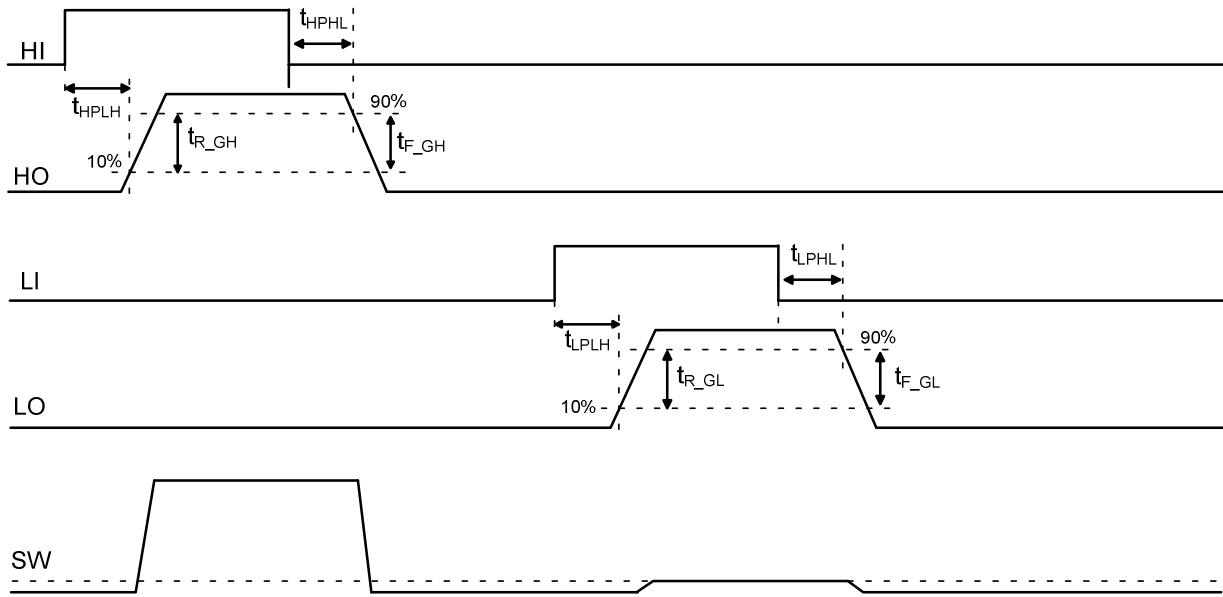 HI
tHPHL
tHPLH
90%
tR_GH
tF_GH
10%
HO
LI
tLPHL
tLPLH
90%
tR_GL
tF_GL
10%
LO
SW